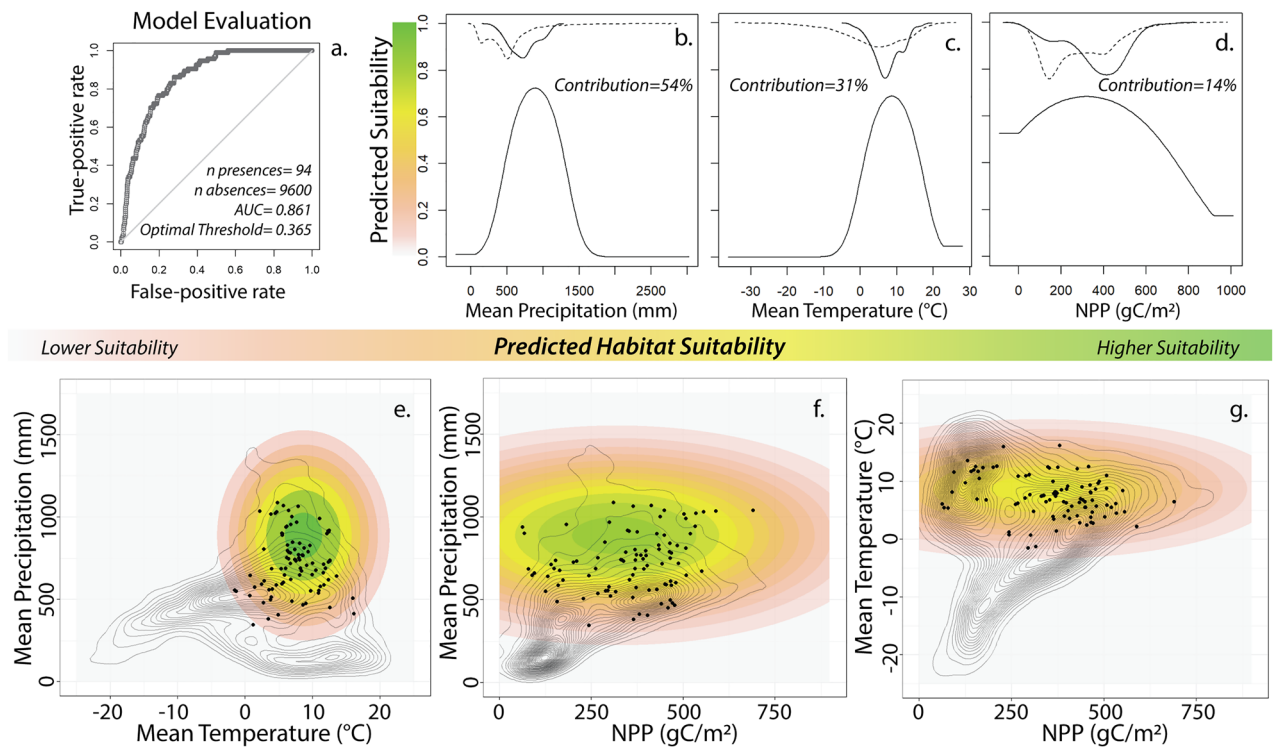 Model Evaluation
a.
True-positive rate
1.0
0.8
0.6
0.4
0.2
0.0
n presences= 94
n absences= 9600
AUC= 0.861
Optimal Threshold= 0.365
0.0 0.2 0.4 0.6 0.8 1.0
False-positive rate
Predicted Suitability
1.0
0.8
0.6
0.4
0.2
0.0
b.
Contribution=54%
0 500 1500 2500
Mean Precipitation (mm)
c.
Contribution=31%
-30 -20 -10 0 10 20 30
Mean Temperature (°C)
d.
Contribution=14%
0 200 400 600 800 1000
NPP (gC/m²)
Lower Suitability Predicted Habitat Suitability Higher Suitability
e.
Mean Precipitation (mm)
1500
1000
500
0
-20 -10 0 10 20
Mean Temperature (°C)
f.
Mean Precipitation (mm)
1500
1000
500
0
0 250 500 750
NPP (gC/m²)
g.
Mean Temperature (°C)
20
10
0
-10
-20
0 250 500 750
NPP (gC/m²)